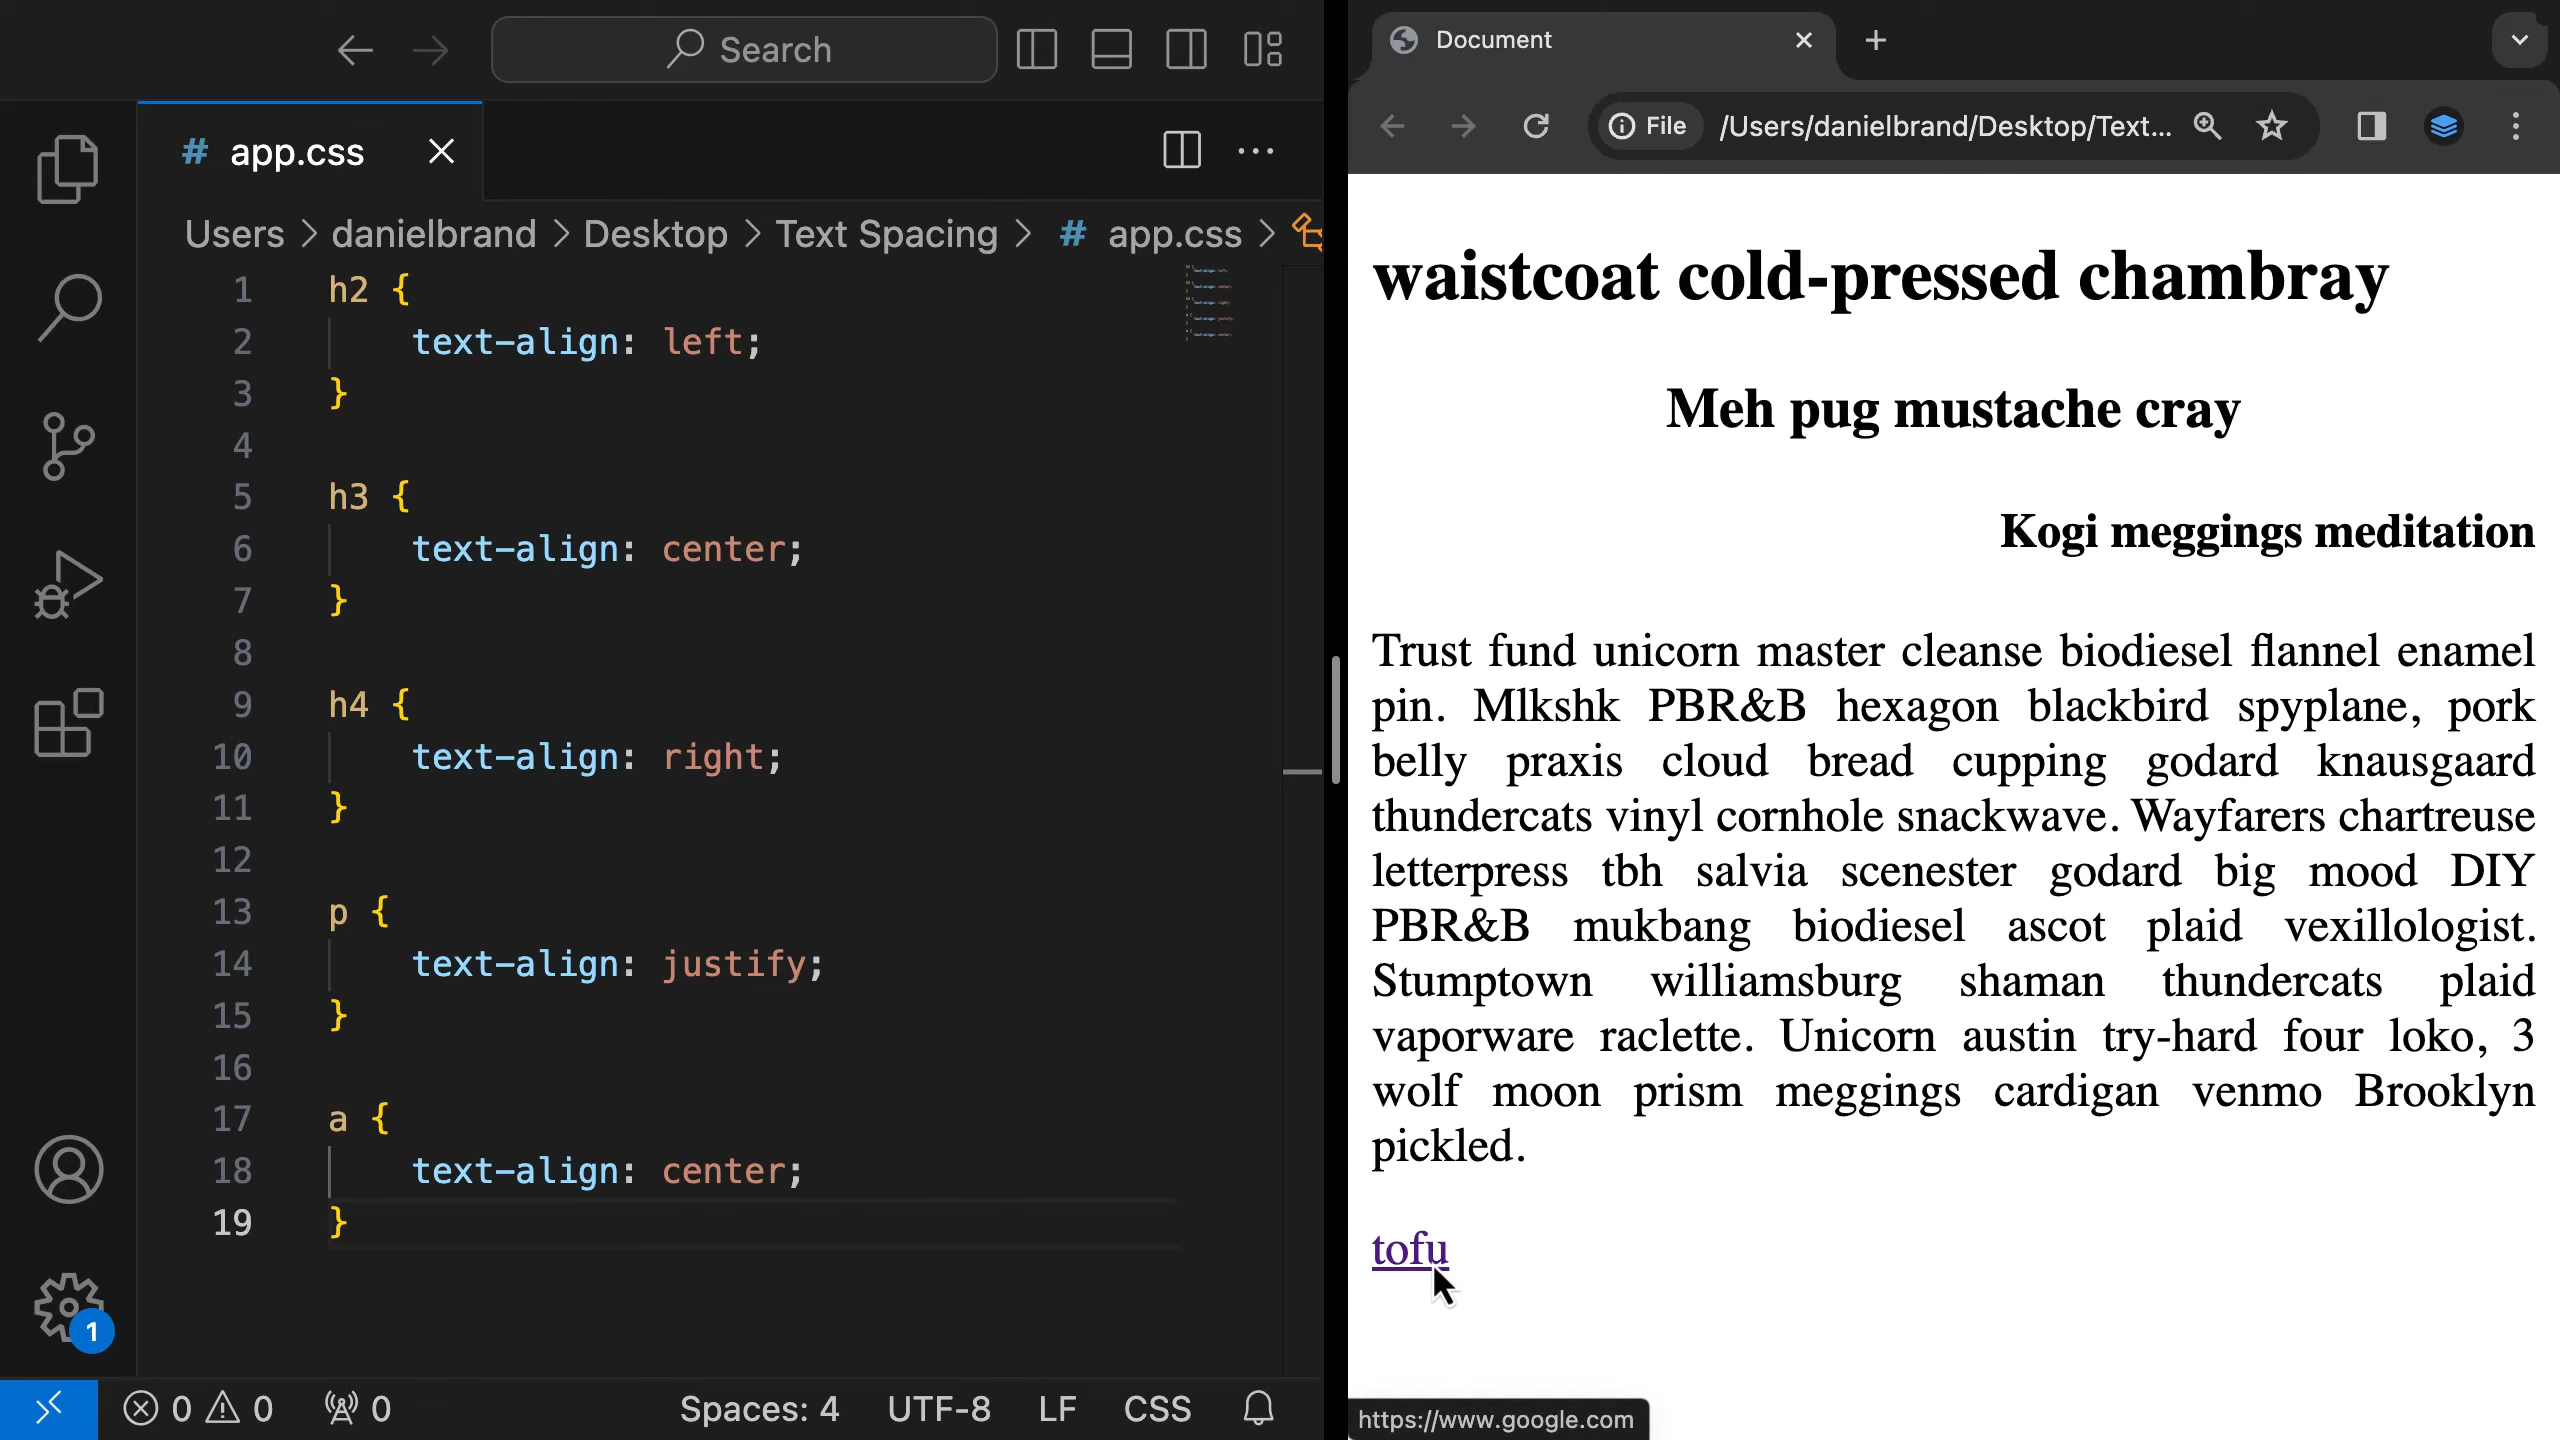 Search
app.css
Users > danielbrand > Desktop > Text Spacing > # app.css >
1 h2 {
2 text-align: left;
3 }
4
5 h3 {
6 text-align: center;
7 }
8
9 h4 {
10 text-align: right;
11 }
12
13 p {
14 text-align: justify;
15 }
16
17 a {
18 text-align: center;
19 }
1
0 0 0
Spaces: 4 UTF-8 LF CSS
Document
File /Users/danielbrand/Desktop/Text...
waistcoat cold-pressed chambray
Meh pug mustache cray
Kogi meggings meditation
Trust fund unicorn master cleanse biodiesel flannel enamel
pin. Mlkshk PBR&B hexagon blackbird spyplane, pork
belly praxis cloud bread cupping godard knausgaard
thundercats vinyl cornhole snackwave. Wayfarers chartreuse
letterpress tbh salvia scenester godard big mood DIY
PBR&B mukbang biodiesel ascot plaid vexillologist.
Stumptown williamsburg shaman thundercats plaid
vaporware raclette. Unicorn austin try-hard four loko, 3
wolf moon prism meggings cardigan venmo Brooklyn
pickled.
tofu
https://www.google.com